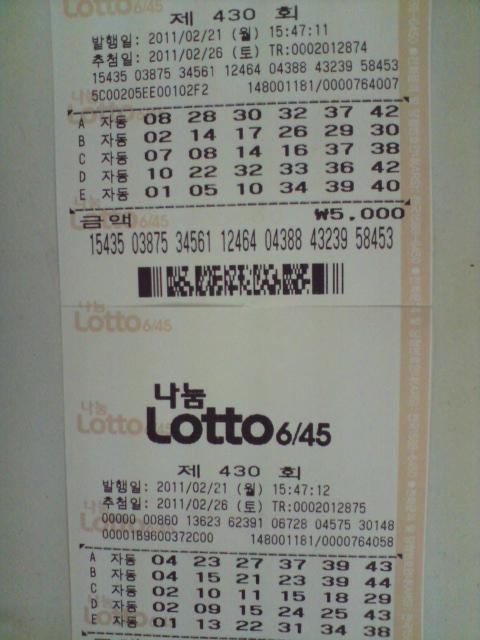 제 430 회
발행일: 2011/02/21 (월) 15:47:11
추첨일: 2011/02/26 (토) TR:0002012874
15435 03875 34561 12464 04388 43239 58453
5C00205EE00102F2 148001181/0000764007
A 자동 08 28 30 32 37 42
B 자동 02 14 17 26 29 30
C 자동 07 08 14 16 37 38
D 자동 10 22 32 33 36 42
E 자동 01 05 10 34 39 40
금액 ₩5,000
15435 03875 34561 12464 04388 43239 58453
나눔
Lotto 6/45
제 430 회
발행일: 2011/02/21 (월) 15:47:12
추첨일: 2011/02/26 (토) TR:0002012875
00000 00860 13623 62391 06728 04575 30148
00001B9600372C00 148001181/0000764058
A 자동 04 23 27 37 39 43
B 자동 04 15 21 23 39 44
C 자동 02 10 11 15 18 29
D 자동 02 09 15 24 25 43
E 자동 01 13 22 31 34 38